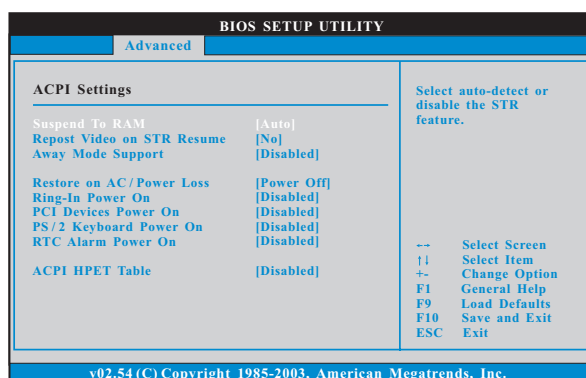 BIOS SETUP UTILITY
Advanced
ACPI Settings
Suspend To RAM [Auto]
Repost Video on STR Resume [No]
Away Mode Support [Disabled]
Restore on AC / Power Loss [Power Off]
Ring-In Power On [Disabled]
PCI Devices Power On [Disabled]
PS / 2 Keyboard Power On [Disabled]
RTC Alarm Power On [Disabled]
ACPI HPET Table [Disabled]
Select auto-detect or
disable the STR
feature.
←→ Select Screen
↑↓ Select Item
+- Change Option
F1 General Help
F9 Load Defaults
F10 Save and Exit
ESC Exit
v02.54 (C) Copyright 1985-2003, American Megatrends, Inc.